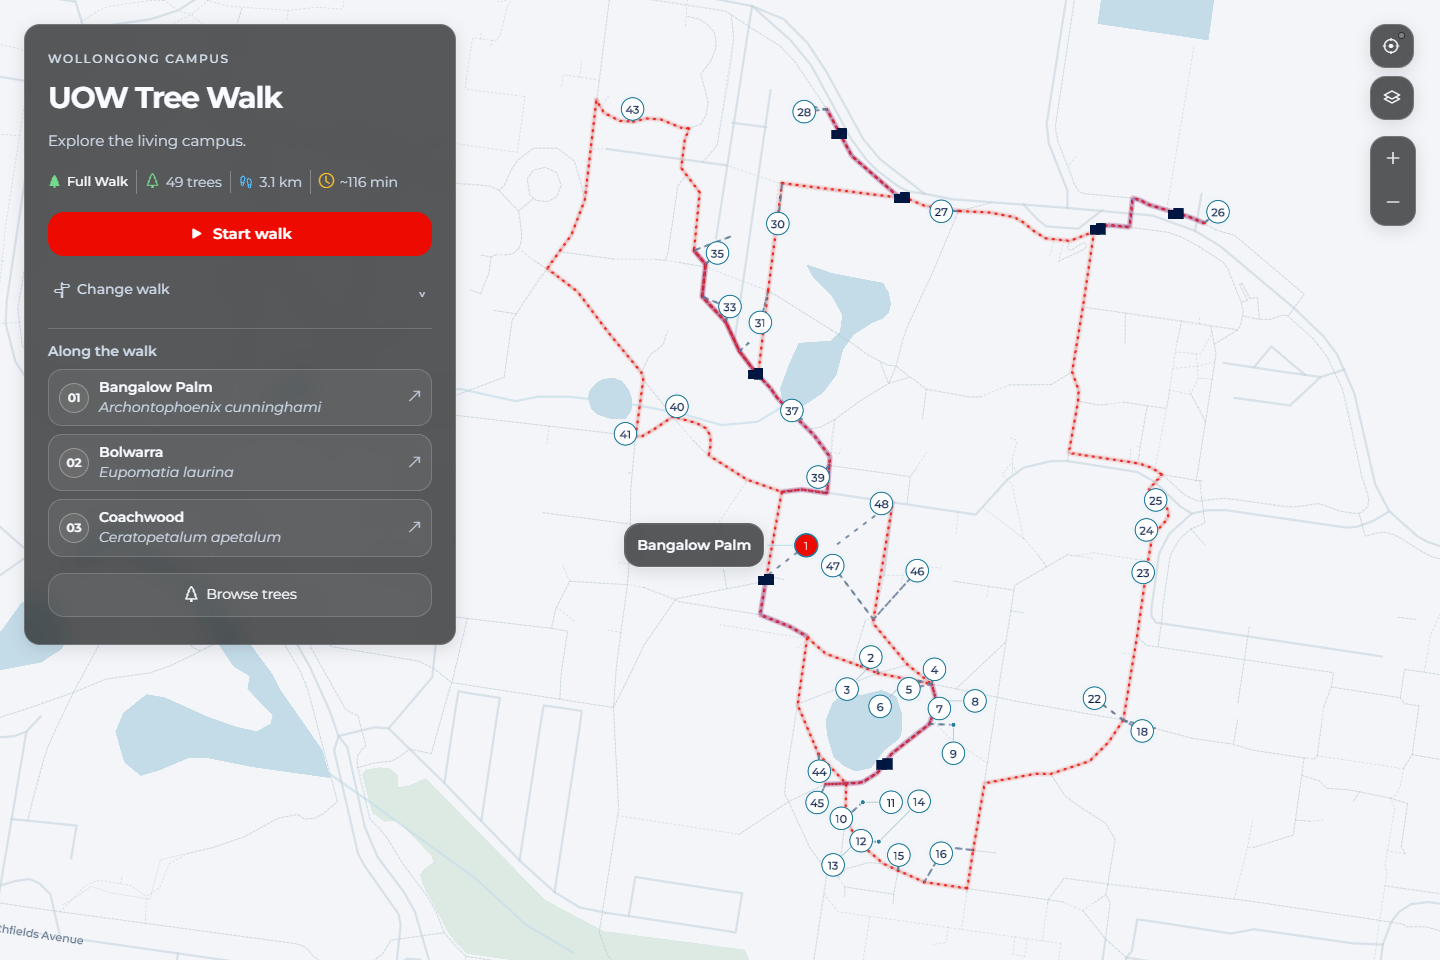 WOLLONGONG CAMPUS
UOW Tree Walk
Explore the living campus.
Full Walk
49 trees
3.1 km
~116 min
Start walk
Change walk
Along the walk
01
Bangalow Palm
Archontophoenix cunninghami
02
Bolwarra
Eupomatia laurina
03
Coachwood
Ceratopetalum apetalum
Browse trees
43
28
27
26
30
35
33
31
37
40
41
39
48
25
24
23
Bangalow Palm
1
47
46
2
4
3
5
6
7
8
9
22
18
44
45
10
11
14
12
13
15
16
chfields Avenue